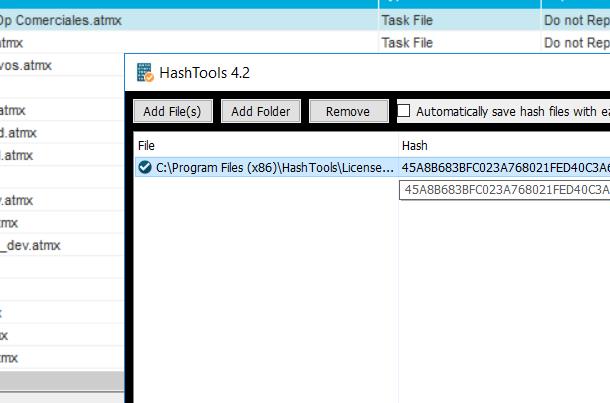 Op Comerciales.atmx Task File Do not Rep
atmx Task File Do not Rep
vos.atmx
HashTools 4.2
atmx
Add File(s) Add Folder Remove Automatically save hash files with ea
d.atmx
File Hash
l.atmx
C:\Program Files (x86)\HashTools\License... 45A8B683BFC023A768021FED40C3A6
45A8B683BFC023A768021FED40C3A
.atmx
tmx
_dev.atmx
x
x
tmx